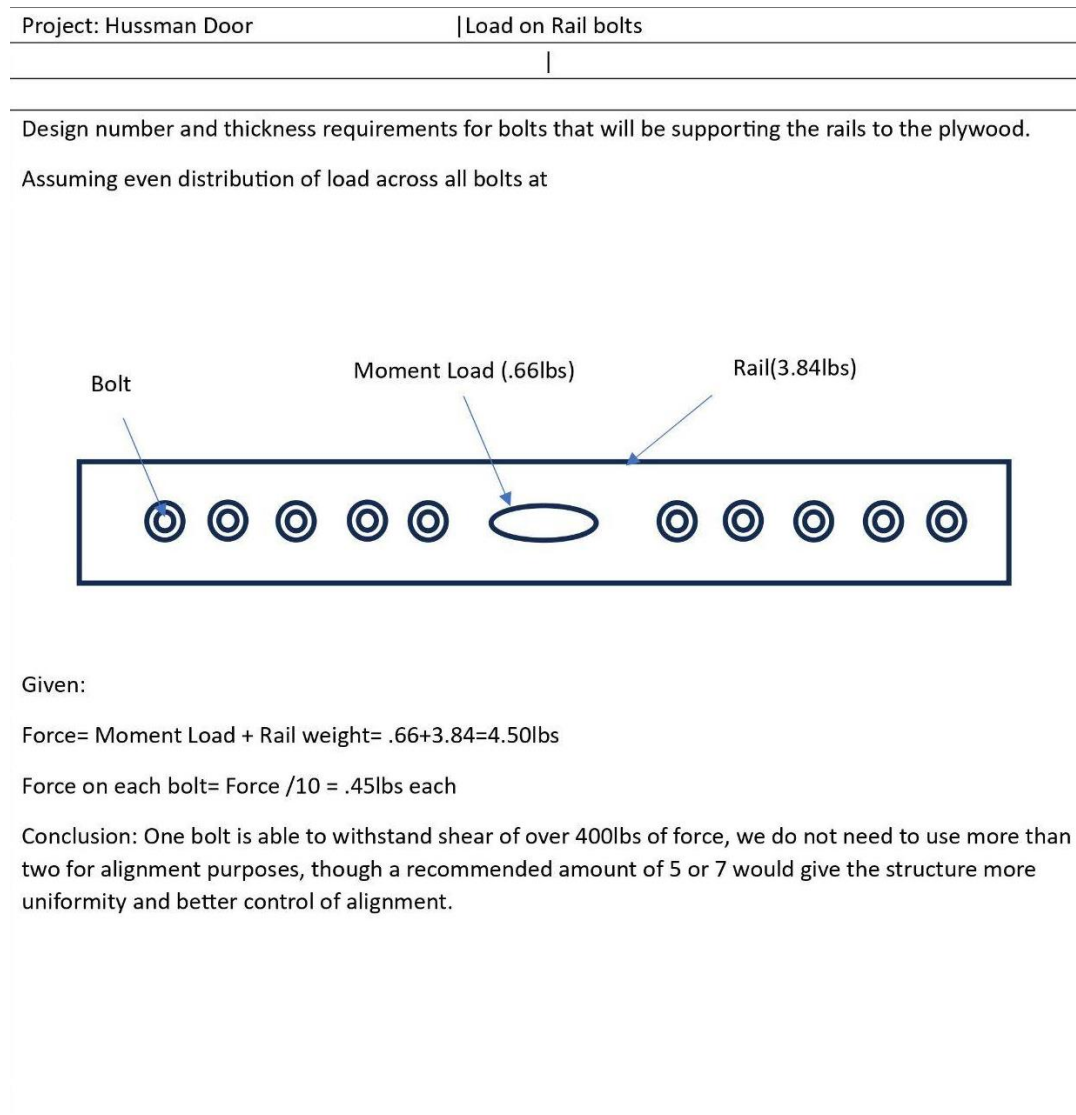 Project: Hussman Door |Load on Rail bolts
|
Design number and thickness requirements for bolts that will be supporting the rails to the plywood.
Assuming even distribution of load across all bolts at
Bolt Moment Load (.66lbs) Rail(3.84lbs)
Given:
Force= Moment Load + Rail weight= .66+3.84=4.50lbs
Force on each bolt= Force /10 = .45lbs each
Conclusion: One bolt is able to withstand shear of over 400lbs of force, we do not need to use more than
two for alignment purposes, though a recommended amount of 5 or 7 would give the structure more
uniformity and better control of alignment.